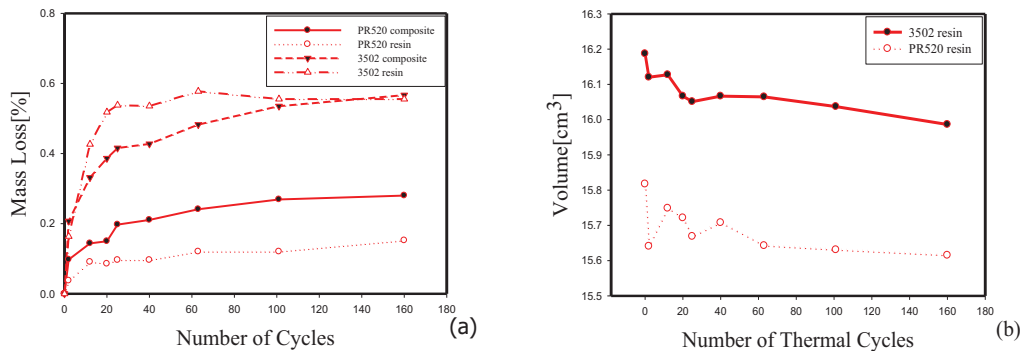 0.8
0.6
0.4
0.2
0.0
Mass Loss[%]
PR520 composite
PR520 resin
3502 composite
3502 resin
0 20 40 60 80 100 120 140 160 180
Number of Cycles
(a)
16.3
16.2
16.1
16.0
15.9
15.8
15.7
15.6
15.5
Volume[cm³]
3502 resin
PR520 resin
0 20 40 60 80 100 120 140 160 180
Number of Thermal Cycles
(b)